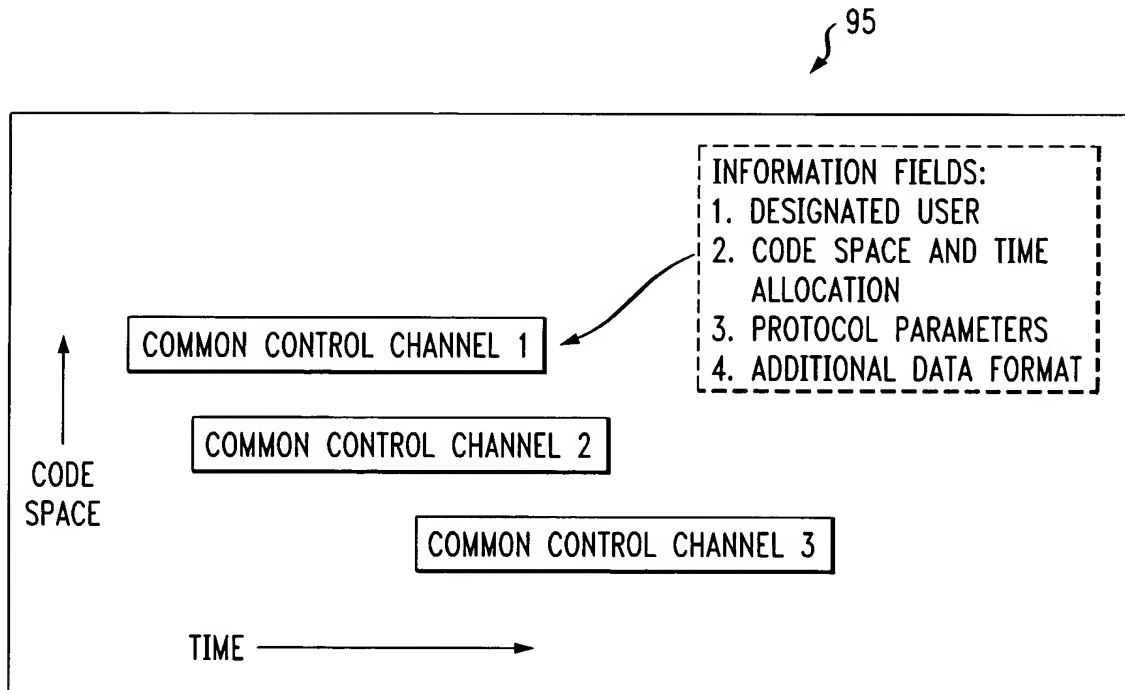 95
INFORMATION FIELDS:
1. DESIGNATED USER
2. CODE SPACE AND TIME
ALLOCATION
3. PROTOCOL PARAMETERS
4. ADDITIONAL DATA FORMAT
COMMON CONTROL CHANNEL 1
COMMON CONTROL CHANNEL 2
CODE
SPACE
COMMON CONTROL CHANNEL 3
TIME